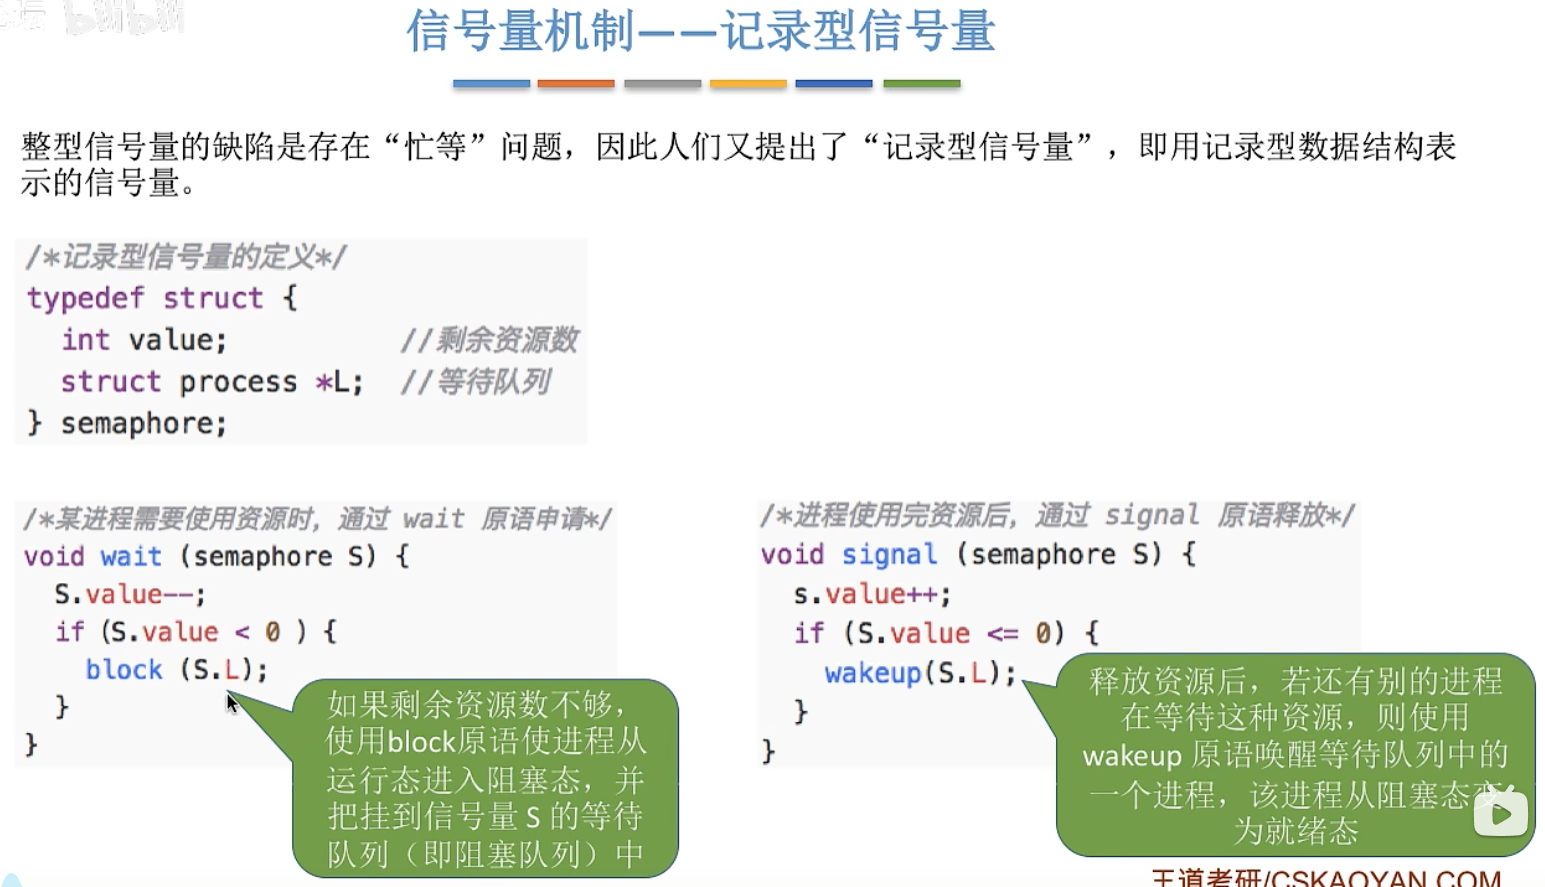 信号量机制——记录型信号量
整型信号量的缺陷是存在“忙等”问题，因此人们又提出了“记录型信号量”，即用记录型数据结构表
示的信号量。
/*记录型信号量的定义*/
typedef struct {
int value; //剩余资源数
struct process *L; //等待队列
} semaphore;
/*某进程需要使用资源时，通过 wait 原语申请*/
void wait (semaphore S) {
S.value--;
if (S.value < 0 ) {
block (S.L);
}
}
如果剩余资源数不够，
使用block原语使进程从
运行态进入阻塞态，并
把挂到信号量 S 的等待
队列（即阻塞队列）中
/*进程使用完资源后，通过 signal 原语释放*/
void signal (semaphore S) {
s.value++;
if (S.value <= 0) {
wakeup(S.L);
}
}
释放资源后，若还有别的进程
在等待这种资源，则使用
wakeup 原语唤醒等待队列中的
一个进程，该进程从阻塞态变
为就绪态
王道考研/CSKAOYAN.COM
bilibili